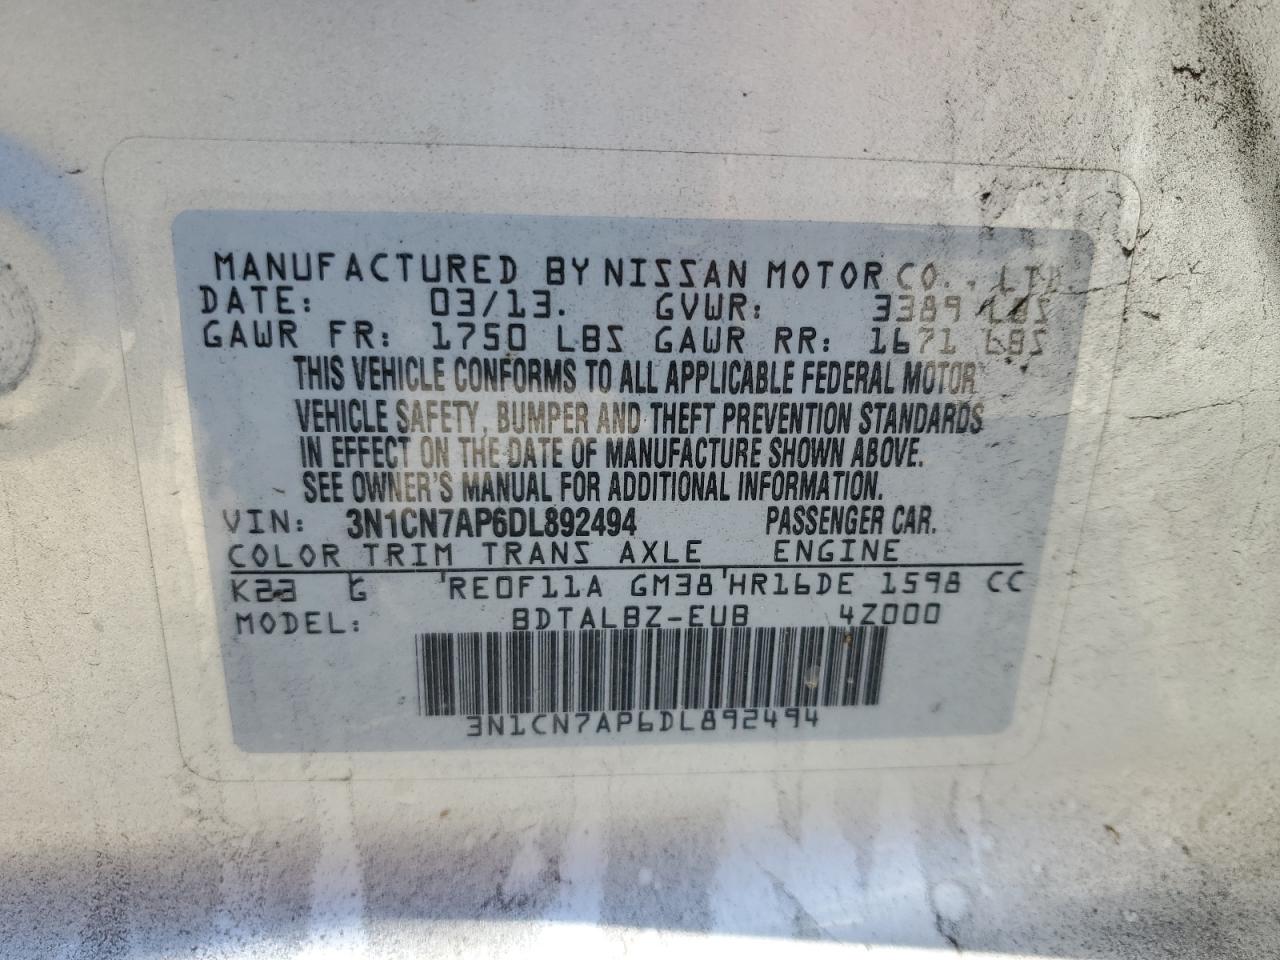 MANUFACTURED BY NISSAN MOTOR CO., LTD
DATE: 03/13. GVWR: 3389 LBS
GAWR FR: 1750 LBS GAWR RR: 1671 LBS
THIS VEHICLE CONFORMS TO ALL APPLICABLE FEDERAL MOTOR
VEHICLE SAFETY, BUMPER AND THEFT PREVENTION STANDARDS
IN EFFECT ON THE DATE OF MANUFACTURE SHOWN ABOVE.
SEE OWNER'S MANUAL FOR ADDITIONAL INFORMATION.
VIN: 3N1CN7AP6DL892494 PASSENGER CAR.
COLOR TRIM TRANS AXLE ENGINE
K23 G RE0F11A GM38 HR16DE 1598 CC
MODEL: BDTALBZ-EUB 4Z000
3N1CN7AP6DL892494